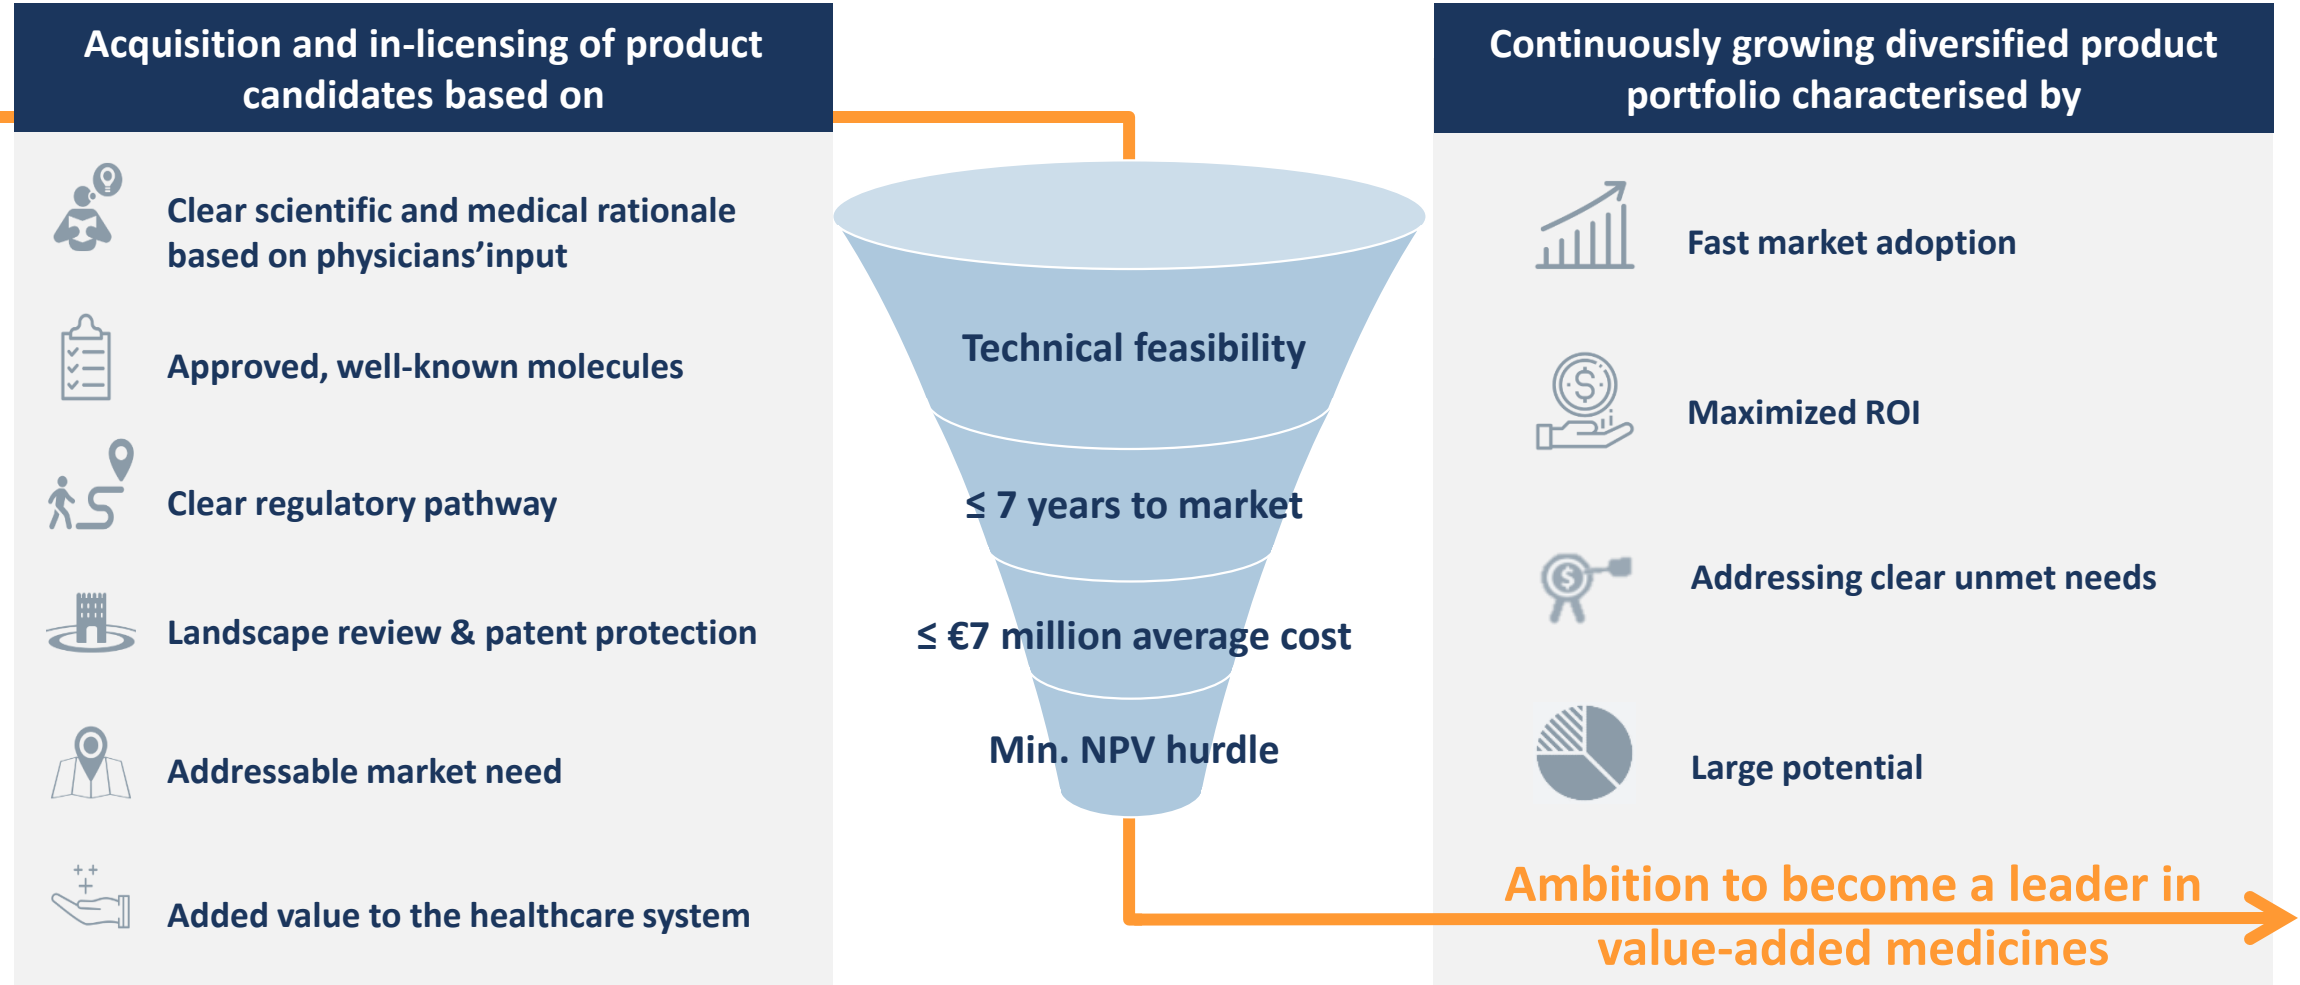 Acquisition and in-licensing of product
candidates based on
Clear scientific and medical rationale
based on physicians’input
Approved, well-known molecules
Clear regulatory pathway
Landscape review & patent protection
Addressable market need
Added value to the healthcare system
Technical feasibility
≤ 7 years to market
≤ €7 million average cost
Min. NPV hurdle
Continuously growing diversified product
portfolio characterised by
Fast market adoption
Maximized ROI
Addressing clear unmet needs
Large potential
Ambition to become a leader in
value-added medicines